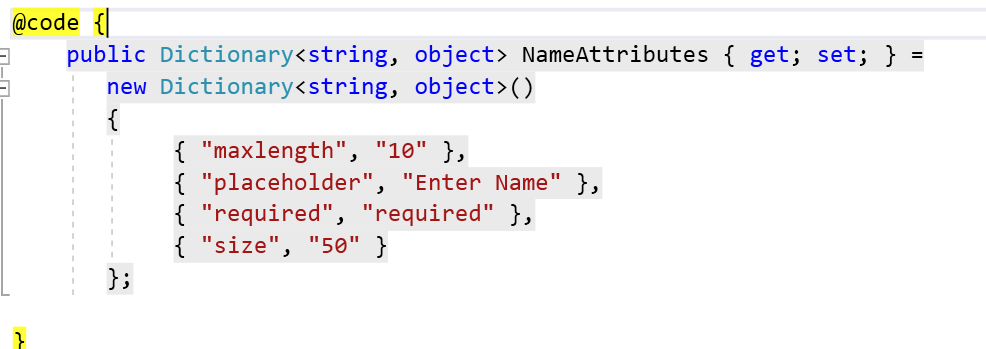 @code {
    public Dictionary<string, object> NameAttributes { get; set; } =
       new Dictionary<string, object>()
       {
            { "maxlength", "10" },
            { "placeholder", "Enter Name" },
            { "required", "required" },
            { "size", "50" }
       };
}